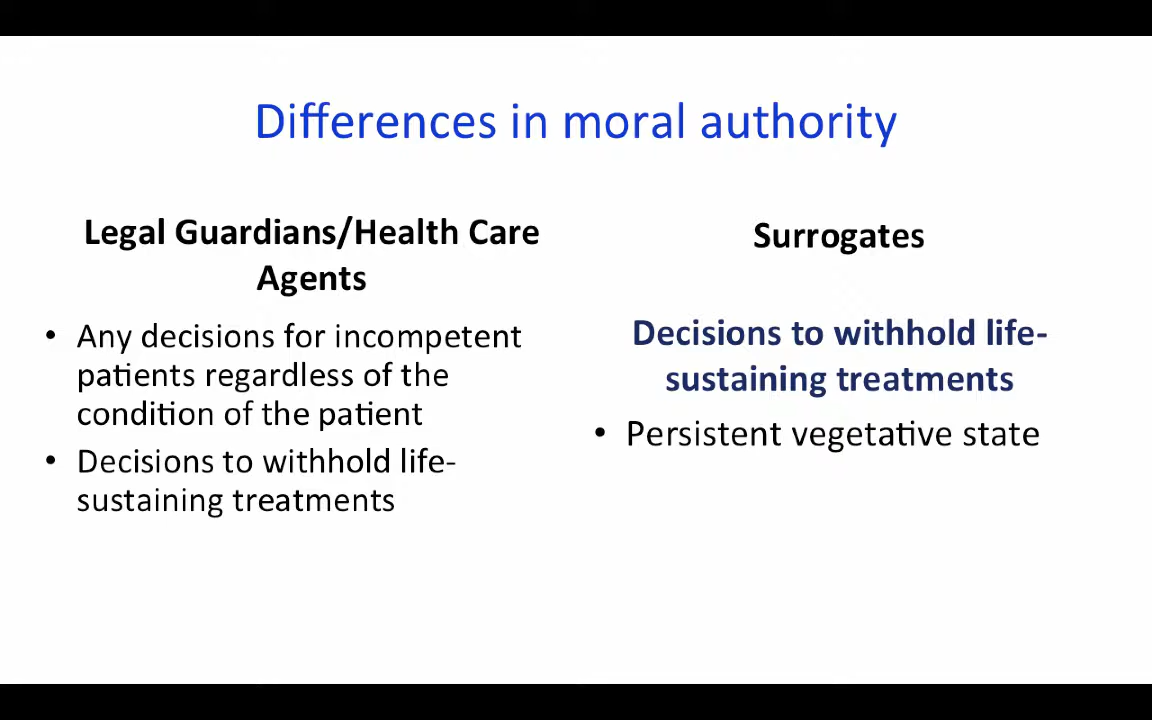 Differences in moral authority
Legal Guardians/Health Care
Agents
• Any decisions for incompetent
patients regardless of the
condition of the patient
• Decisions to withhold life-
sustaining treatments
Surrogates
Decisions to withhold life-
sustaining treatments
• Persistent vegetative state